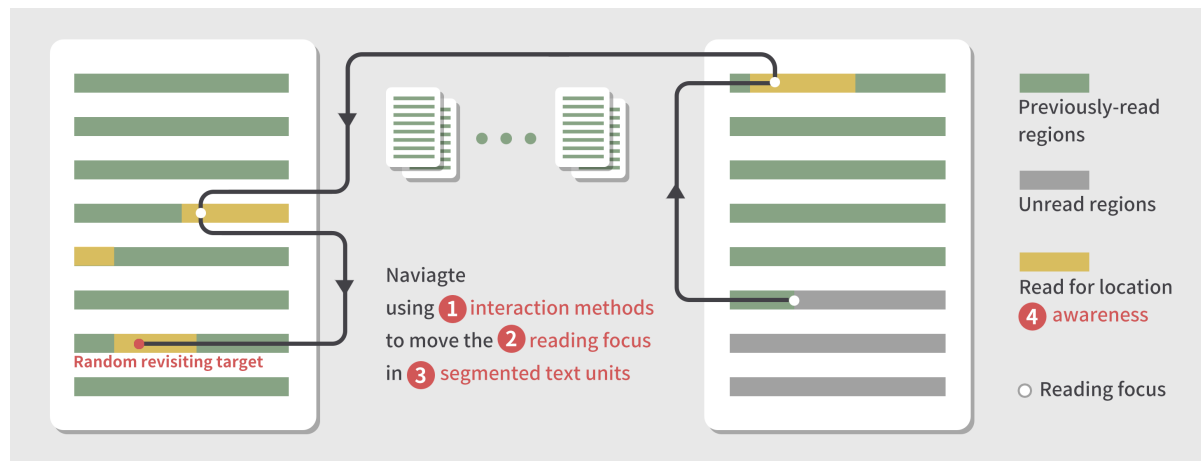 Random revisiting target
Naviagte
using 1 interaction methods
to move the 2 reading focus
in 3 segmented text units
Previously-read
regions
Unread regions
Read for location
4 awareness
Reading focus